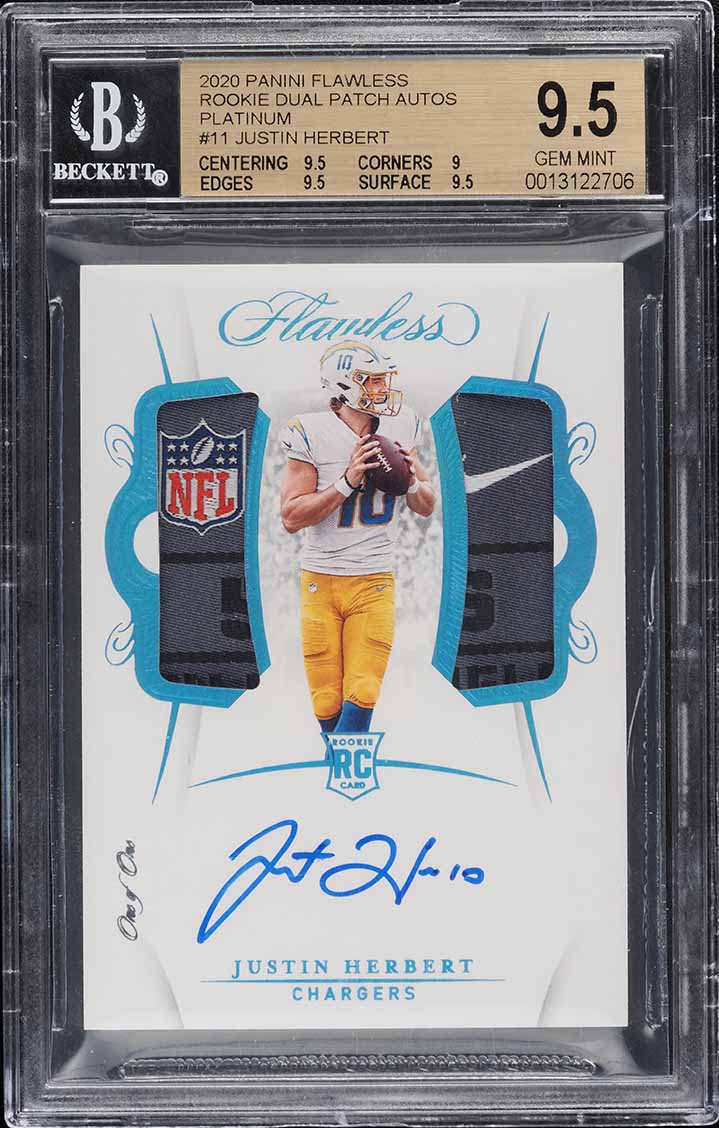 2020 PANINI FLAWLESS
ROOKIE DUAL PATCH AUTOS
PLATINUM
#11 JUSTIN HERBERT
CENTERING 9.5 CORNERS 9
EDGES 9.5 SURFACE 9.5
9.5
GEM MINT
0013122706
B
BECKETT®
Flawless
10
NFL
10
S
ROOKIE
RC
CARD
One of One
JUSTIN HERBERT
CHARGERS